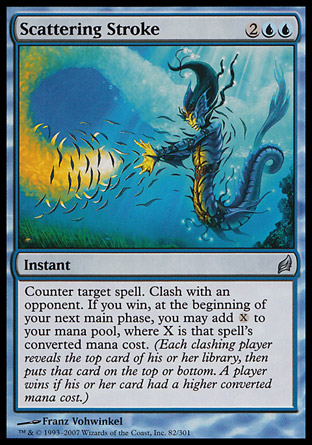 Scattering Stroke 2
Instant
Counter target spell. Clash with an
opponent. If you win, at the beginning of
your next main phase, you may add X to
your mana pool, where X is that spell's
converted mana cost. (Each clashing player
reveals the top card of his or her library, then
puts that card on the top or bottom. A player
wins if his or her card had a higher converted
mana cost.)
Franz Vohwinkel
™ & © 1993-2007 Wizards of the Coast, Inc. 82/301